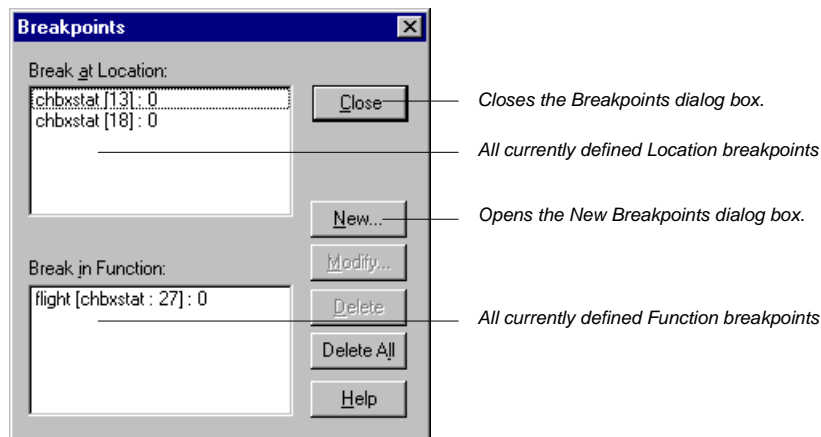 Breakpoints
Break at Location:
chbxstat [13] : 0
chbxstat [18] : 0
Close
Closes the Breakpoints dialog box.
All currently defined Location breakpoints
New...
Opens the New Breakpoints dialog box.
Modify...
Break in Function:
flight [chbxstat : 27] : 0
Delete
All currently defined Function breakpoints
Delete All
Help